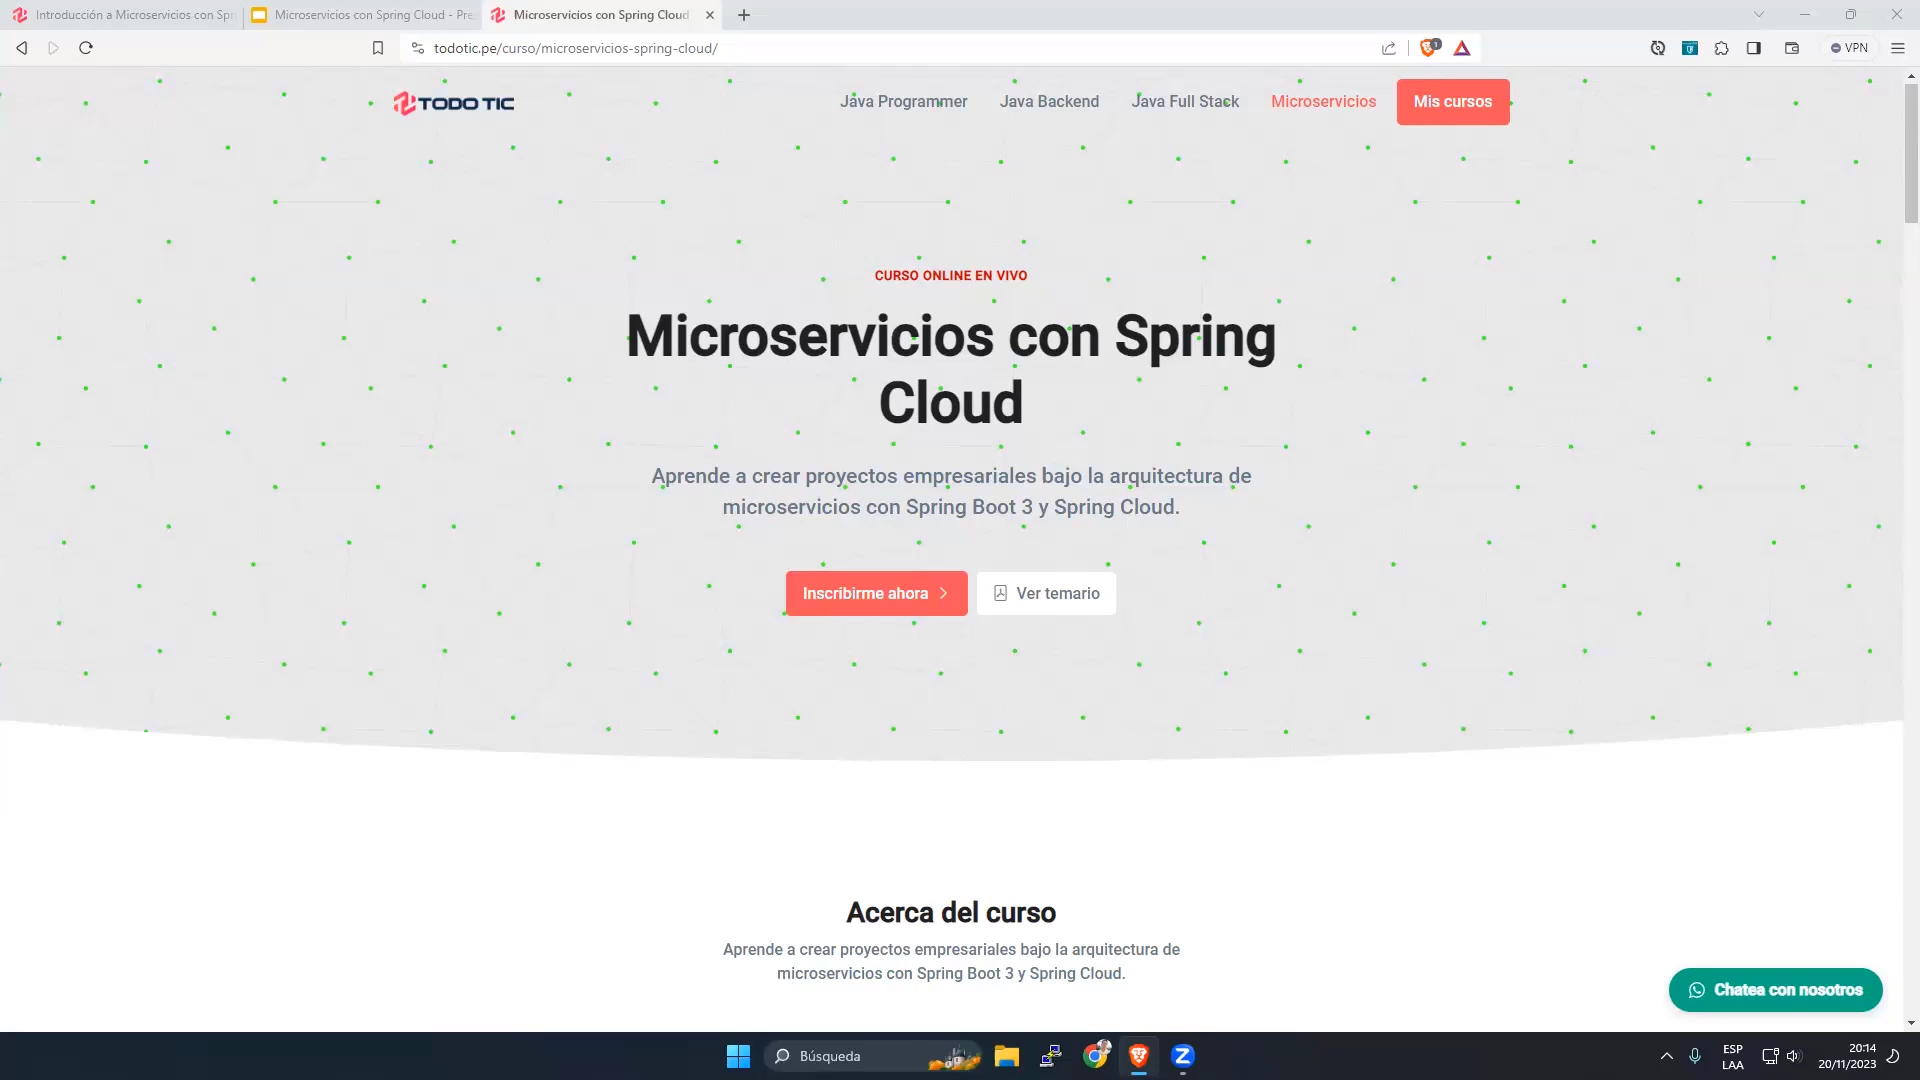 Introducción a Microservicios con Spr
Microservicios con Spring Cloud - Pre
Microservicios con Spring Cloud
todotic.pe/curso/microservicios-spring-cloud/
1
VPN
TODO TIC
Java Programmer
Java Backend
Java Full Stack
Microservicios
Mis cursos
CURSO ONLINE EN VIVO
Microservicios con Spring
Cloud
Aprende a crear proyectos empresariales bajo la arquitectura de
microservicios con Spring Boot 3 y Spring Cloud.
Inscribirme ahora
Ver temario
Acerca del curso
Aprende a crear proyectos empresariales bajo la arquitectura de
microservicios con Spring Boot 3 y Spring Cloud.
Chatea con nosotros
Búsqueda
ESP
LAA
20:14
20/11/2023